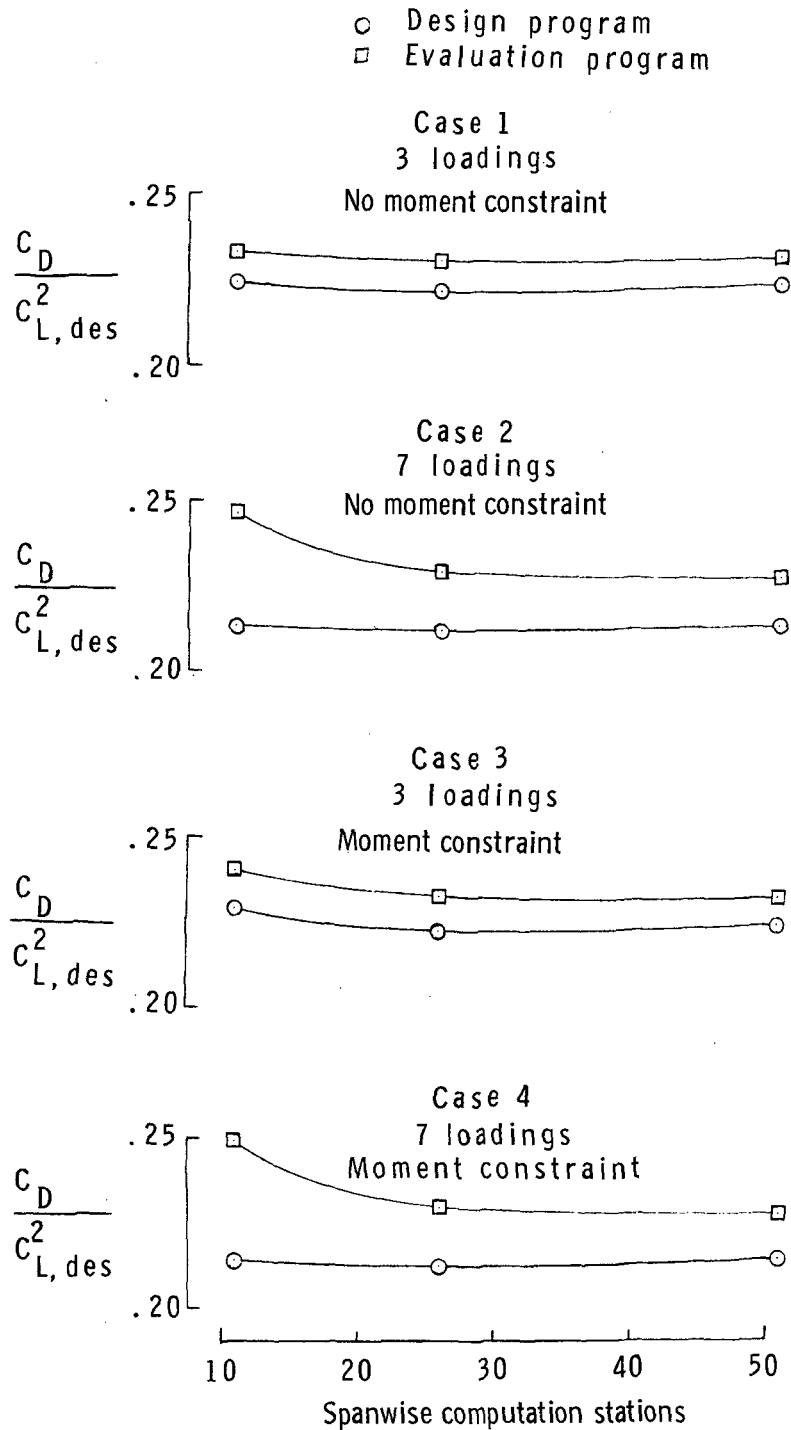 ○ Design program
□ Evaluation program
Case 1
3 loadings
No moment constraint
.25
C_D
C²_L,des
.20
Case 2
7 loadings
No moment constraint
.25
C_D
C²_L,des
.20
Case 3
3 loadings
Moment constraint
.25
C_D
C²_L,des
.20
Case 4
7 loadings
Moment constraint
.25
C_D
C²_L,des
.20
10 20 30 40 50
Spanwise computation stations